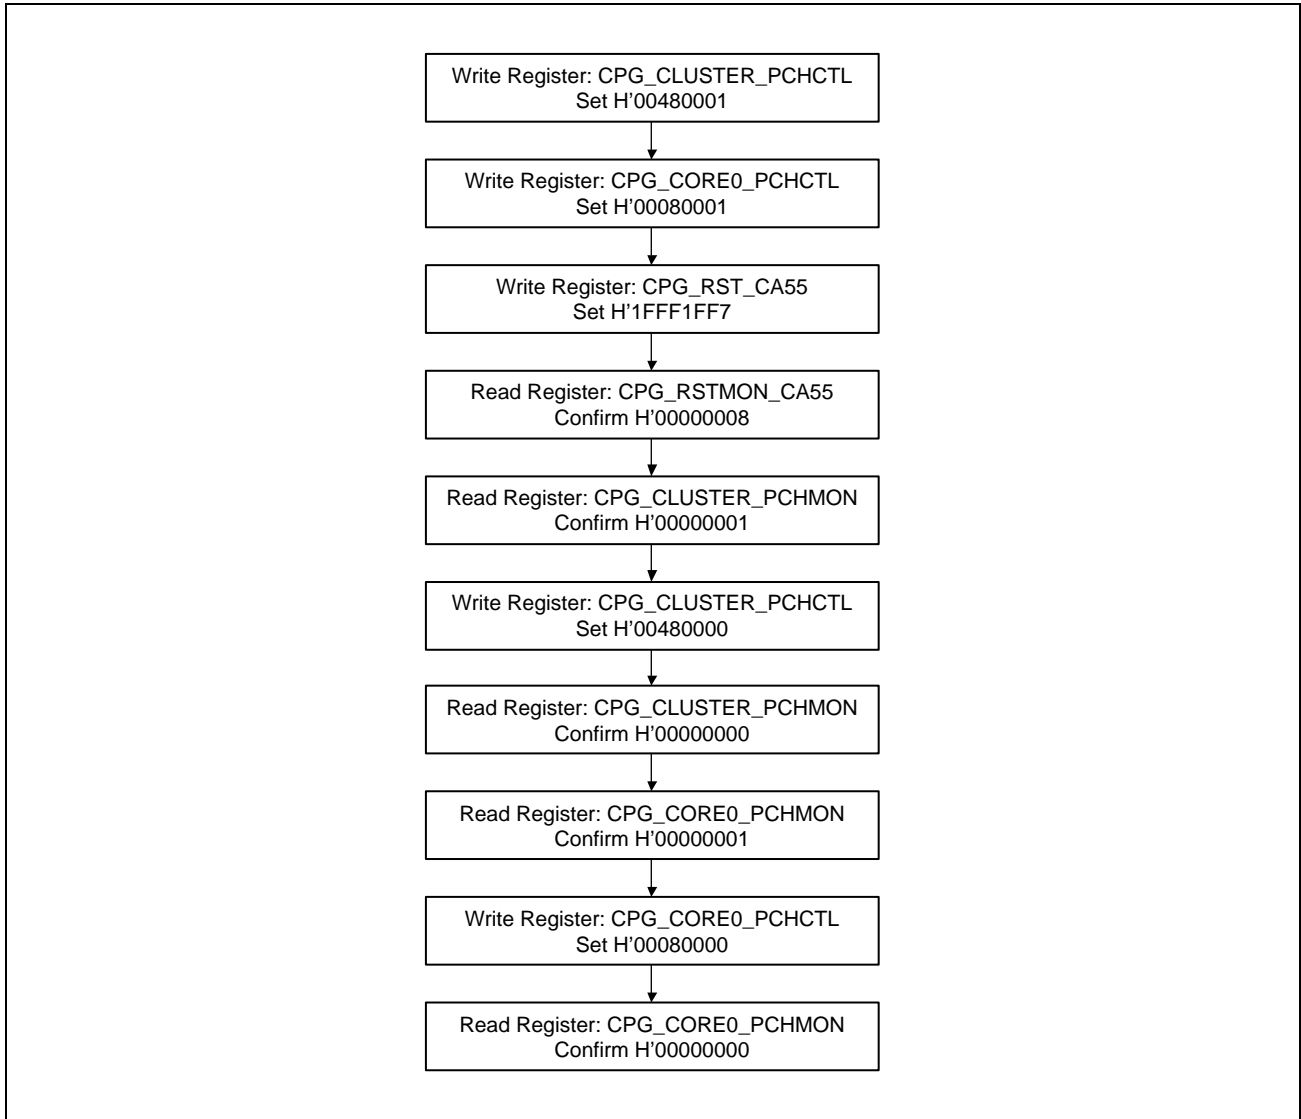 Write Register: CPG_CLUSTER_PCHCTL
Set H’00480001
Write Register: CPG_CORE0_PCHCTL
Set H’00080001
Write Register: CPG_RST_CA55
Set H’1FFF1FF7
Read Register: CPG_RSTMON_CA55
Confirm H’00000008
Read Register: CPG_CLUSTER_PCHMON
Confirm H’00000001
Write Register: CPG_CLUSTER_PCHCTL
Set H’00480000
Read Register: CPG_CLUSTER_PCHMON
Confirm H’00000000
Read Register: CPG_CORE0_PCHMON
Confirm H’00000001
Write Register: CPG_CORE0_PCHCTL
Set H’00080000
Read Register: CPG_CORE0_PCHMON
Confirm H’00000000